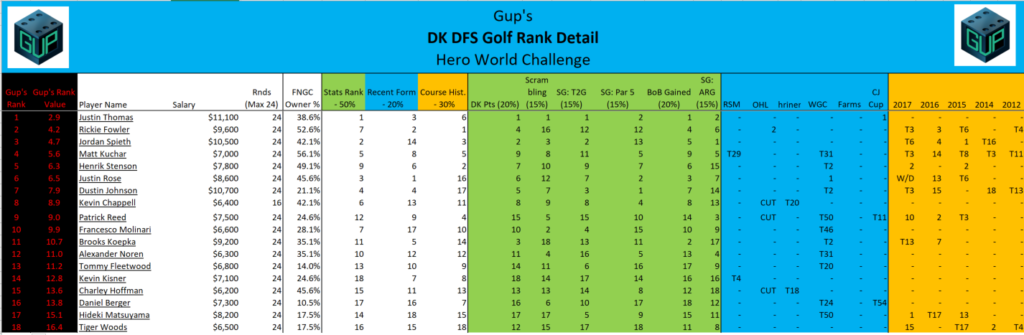 GUP
Gup's
DK DFS Golf Rank Detail
Hero World Challenge
GUP
Gup's Rank Gup's Rank Value Player Name Salary Rnds (Max 24) FNGC Owner % Stats Rank - 50% Recent Form - 20% Course Hist. - 30% DK Pts (20%) Scram bling (15%) SG: T2G (15%) SG: Par 5 (15%) BoB Gained (20%) SG: ARG (15%) RSM OHL hriner WGC Farms CJ Cup 2017 2016 2015 2014 2012
1 2.9 Justin Thomas $11,100 24 38.6% 1 3 6 1 1 1 2 1 2 - - - - - 1 - - - - -
2 4.2 Rickie Fowler $9,600 24 52.6% 7 2 1 4 16 12 12 4 6 - 2 - - - - T3 3 T6 - T4
3 4.7 Jordan Spieth $10,500 24 42.1% 2 14 3 2 3 2 13 5 1 - - - - - - T6 4 1 T16 -
4 5.6 Matt Kuchar $7,000 24 56.1% 5 8 5 9 8 11 5 9 5 T29 - - T31 - - T3 14 T8 T3 T11
5 6.3 Henrik Stenson $7,800 24 49.1% 9 6 2 7 10 9 7 6 15 - - - T2 - - 2 - 2 - -
6 6.5 Justin Rose $8,600 24 45.6% 3 1 16 6 12 7 2 3 7 - - - 1 - - W/D 13 T6 - -
7 7.9 Dustin Johnson $10,700 24 21.1% 4 4 17 5 7 3 1 7 14 - - - T2 - - T3 15 - 18 T13
8 8.9 Kevin Chappell $6,400 16 42.1% 6 13 11 8 9 8 4 8 13 - CUT T20 - - - - - - - -
9 9.0 Patrick Reed $7,500 24 24.6% 12 9 4 15 5 15 10 14 3 - CUT - T50 - T11 10 2 T3 - -
10 9.9 Francesco Molinari $6,600 24 28.1% 7 17 10 10 2 4 15 10 9 - - - T46 - - - - - - -
11 10.7 Brooks Koepka $9,200 24 35.1% 11 5 14 3 18 13 11 2 17 - - - T2 - - T13 7 - - -
12 11.0 Alexander Noren $6,300 24 35.1% 10 12 12 11 4 16 5 13 4 - - - T31 - - - - - - -
13 11.2 Tommy Fleetwood $6,800 24 14.0% 13 10 9 14 11 6 16 17 9 - - - T20 - - - - - - -
14 12.8 Kevin Kisner $7,100 24 24.6% 18 7 8 18 14 17 14 16 16 T4 - - - - - - - - - -
15 13.6 Charley Hoffman $6,200 24 45.6% 15 11 13 13 13 14 8 12 18 - CUT T18 - - - - - - - -
16 13.8 Daniel Berger $7,300 24 10.5% 17 16 7 16 6 10 17 18 12 - - - T24 - T54 - - - - -
17 15.1 Hideki Matsuyama $8,200 24 17.5% 14 18 15 17 17 5 9 15 11 - - - T50 - - 1 T17 13 - -
18 16.4 Tiger Woods $6,500 24 17.5% 16 15 18 12 15 17 18 11 8 - - - - - - 15 - - 17 T4